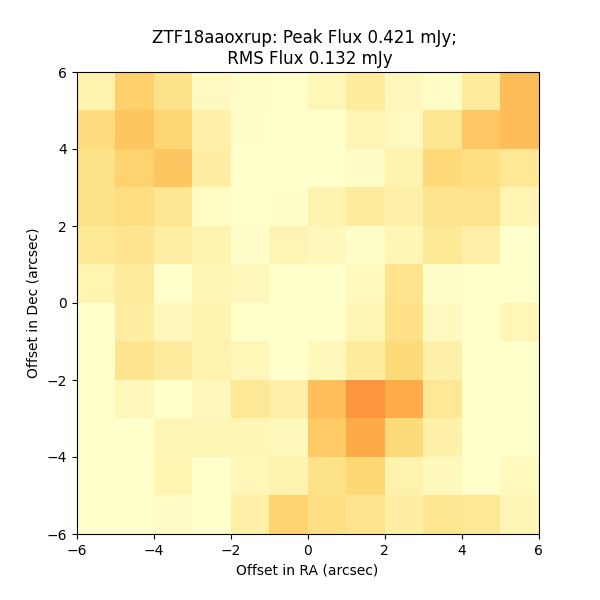 ZTF18aaoxrup: Peak Flux 0.421 mJy;
RMS Flux 0.132 mJy
6
4
2
0
−2
−4
−6
Offset in Dec (arcsec)
−6 −4 −2 0 2 4 6
Offset in RA (arcsec)